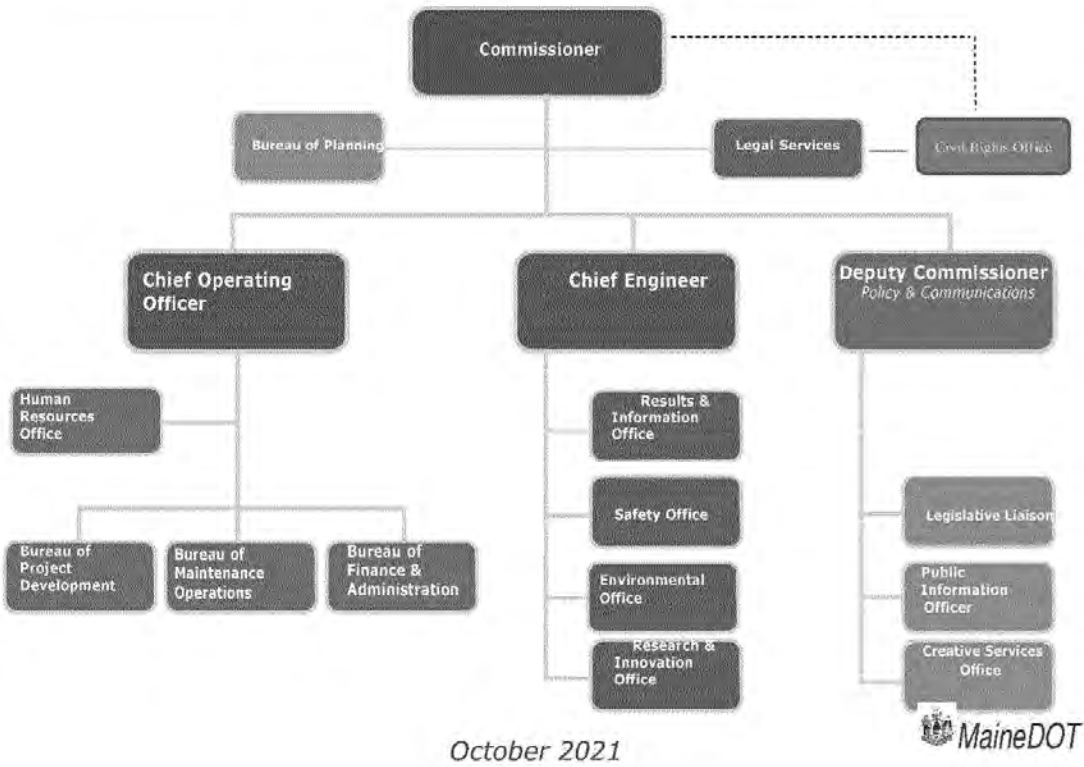 Commissioner
Bureau of Planning
Legal Services
Civil Rights Office
Chief Operating
Officer
Chief Engineer
Deputy Commissioner
Policy & Communications
Human
Resources
Office
Bureau of
Project
Development
Bureau of
Maintenance
Operations
Bureau of
Finance &
Administration
Results &
Information
Office
Safety Office
Environmental
Office
Research &
Innovation
Office
Legislative Liaison
Public
Information
Officer
Creative Services
Office
MaineDOT
October 2021